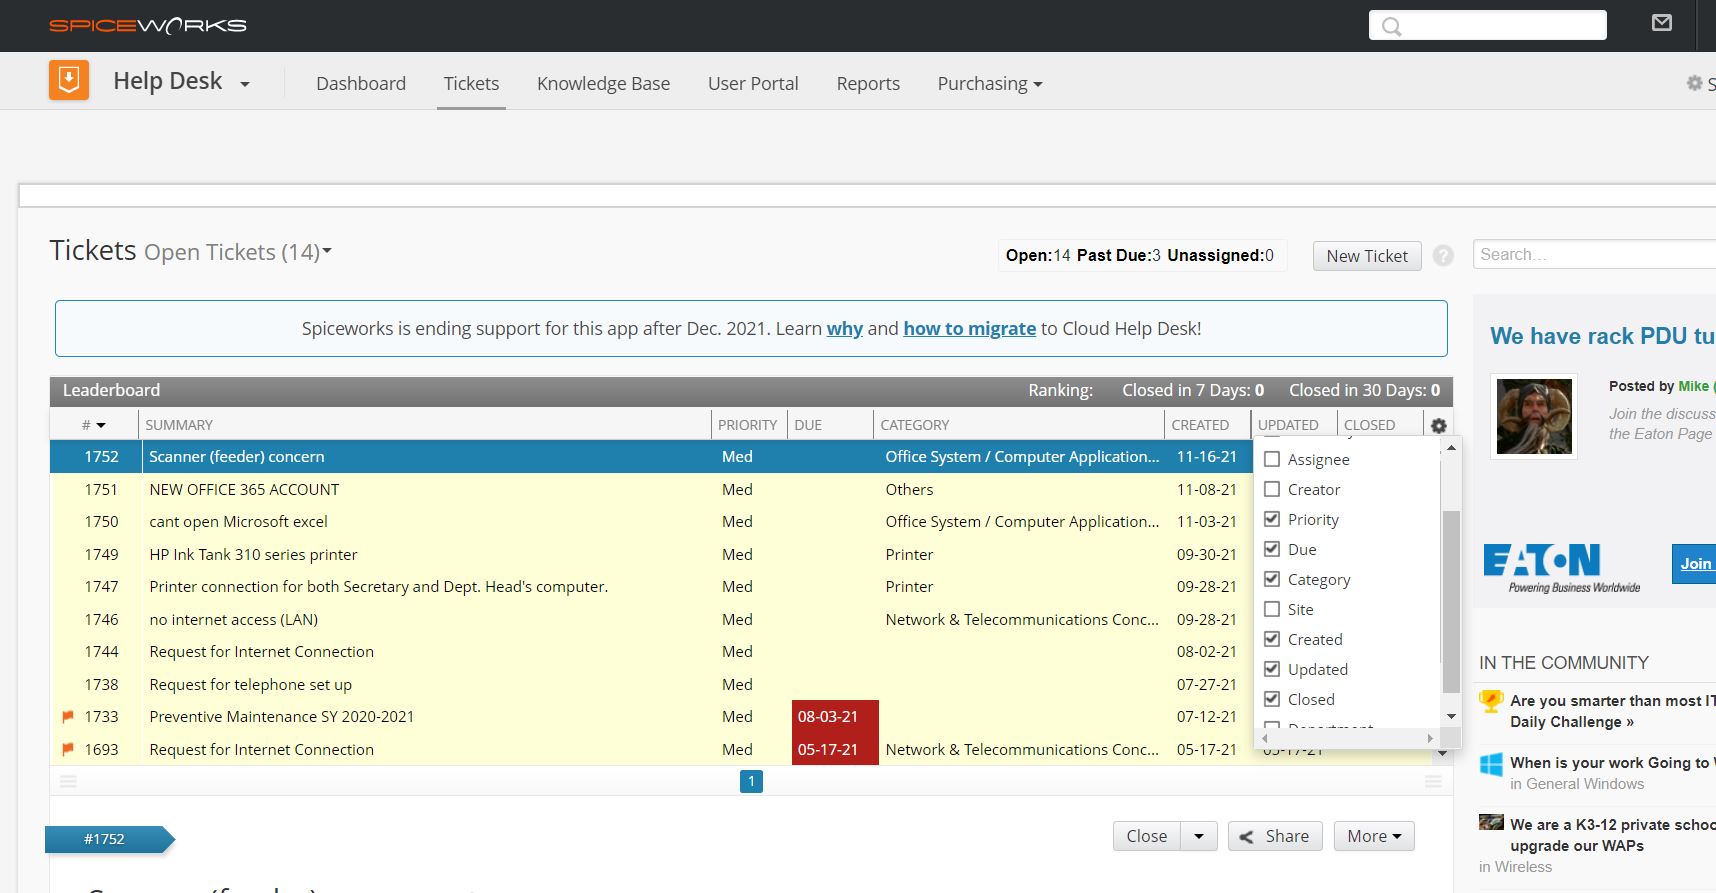 SPICEWORKS
Help Desk
Dashboard
Tickets
Knowledge Base
User Portal
Reports
Purchasing
S
Tickets Open Tickets (14)
Open:14 Past Due:3 Unassigned:0
New Ticket
?
Search...
Spiceworks is ending support for this app after Dec. 2021. Learn why and how to migrate to Cloud Help Desk!
Leaderboard
Ranking: Closed in 7 Days: 0 Closed in 30 Days: 0
# SUMMARY PRIORITY DUE CATEGORY CREATED UPDATED CLOSED
1752 Scanner (feeder) concern Med Office System / Computer Application... 11-16-21
1751 NEW OFFICE 365 ACCOUNT Med Others 11-08-21
1750 cant open Microsoft excel Med Office System / Computer Application... 11-03-21
1749 HP Ink Tank 310 series printer Med Printer 09-30-21
1747 Printer connection for both Secretary and Dept. Head's computer. Med Printer 09-28-21
1746 no internet access (LAN) Med Network & Telecommunications Conc... 09-28-21
1744 Request for Internet Connection Med 08-02-21
1738 Request for telephone set up Med 07-27-21
1733 Preventive Maintenance SY 2020-2021 Med 08-03-21 07-12-21
1693 Request for Internet Connection Med 05-17-21 Network & Telecommunications Conc... 05-17-21 05-17-21
Assignee
Creator
Priority
Due
Category
Site
Created
Updated
Closed
Department
1
#1752
Close
Share
More
We have rack PDU tu
Posted by Mike (
Join the discuss
the Eaton Page
EATON
Powering Business Worldwide
Join
IN THE COMMUNITY
Are you smarter than most IT
Daily Challenge »
When is your work Going to W
in General Windows
We are a K3-12 private schoo
upgrade our WAPs
in Wireless